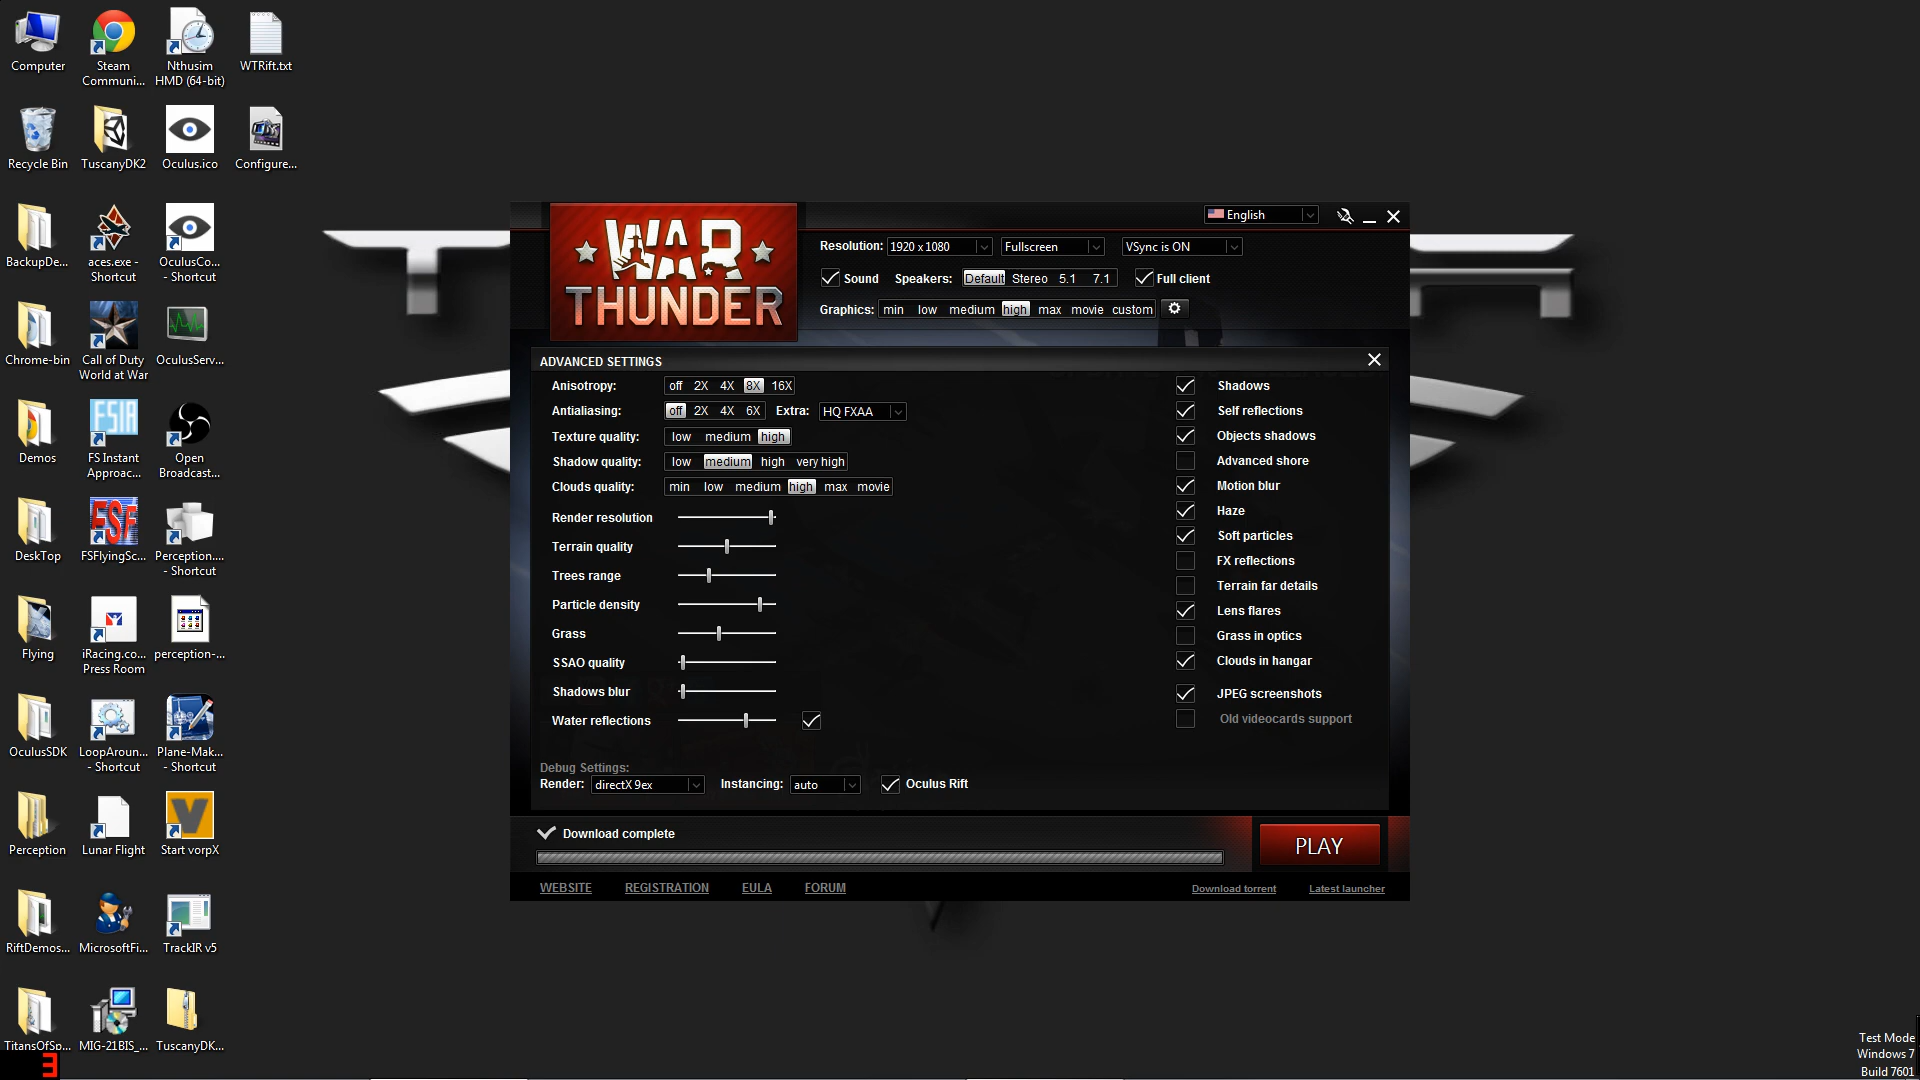 Computer
Steam
Communi...
Nthusim
HMD (64-bit)
WTRift.txt
Recycle Bin
TuscanyDK2
Oculus.ico
Configure...
BackupDe...
aces.exe -
Shortcut
OculusCo...
- Shortcut
Chrome-bin
Call of Duty
World at War
OculusServ...
Demos
FSIA
FS Instant
Approac...
Open
Broadcast...
DeskTop
FSF
FSFlyingSc...
Perception....
- Shortcut
Flying
iRacing.co...
Press Room
perception-...
OculusSDK
LoopAroun...
- Shortcut
Plane-Mak...
- Shortcut
Perception
Lunar Flight
Start vorpX
RiftDemos...
MicrosoftFi...
TrackIR v5
TitansOfSp...
MIG-21BIS_...
TuscanyDK...
3
WAR
THUNDER
English
Resolution: 1920 x 1080 Fullscreen VSync is ON
Sound Speakers: Default Stereo 5.1 7.1 Full client
Graphics: min low medium high max movie custom
ADVANCED SETTINGS
Anisotropy: off 2X 4X 8X 16X
Antialiasing: off 2X 4X 6X Extra: HQ FXAA
Texture quality: low medium high
Shadow quality: low medium high very high
Clouds quality: min low medium high max movie
Render resolution
Terrain quality
Trees range
Particle density
Grass
SSAO quality
Shadows blur
Water reflections
Shadows
Self reflections
Objects shadows
Advanced shore
Motion blur
Haze
Soft particles
FX reflections
Terrain far details
Lens flares
Grass in optics
Clouds in hangar
JPEG screenshots
Old videocards support
Debug Settings:
Render: directX 9ex Instancing: auto Oculus Rift
Download complete
PLAY
WEBSITE REGISTRATION EULA FORUM Download torrent Latest launcher
Test Mode
Windows 7
Build 7601